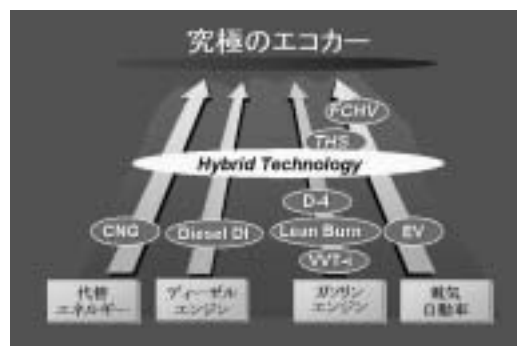 究極のエコカー
FCHV
THS
Hybrid Technology
D-4
CNG
Diesel DI
Lean Burn
EV
VVT-i
代替
エネルギー
ディーゼル
エンジン
ガソリン
エンジン
電気
自動車